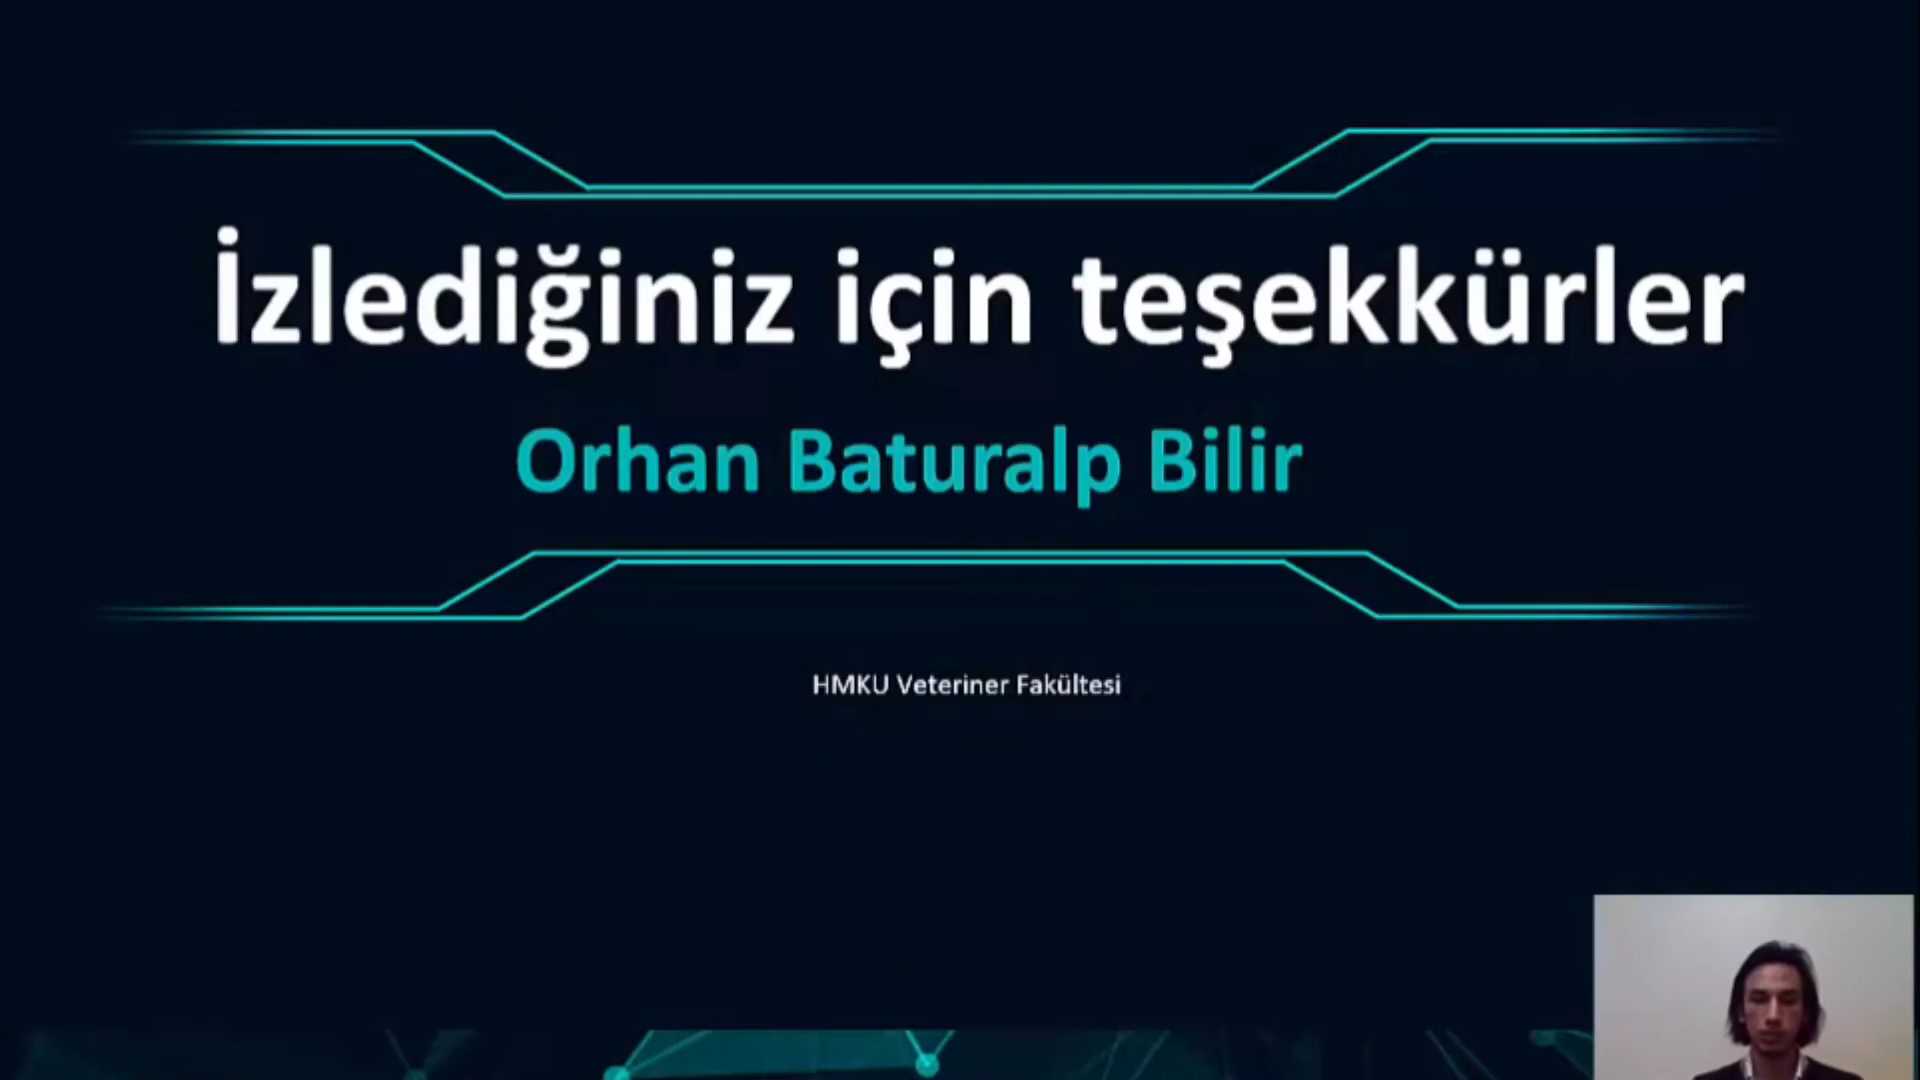 İzlediğiniz için teşekkürler
Orhan Baturalp Bilir
HMKU Veteriner Fakültesi